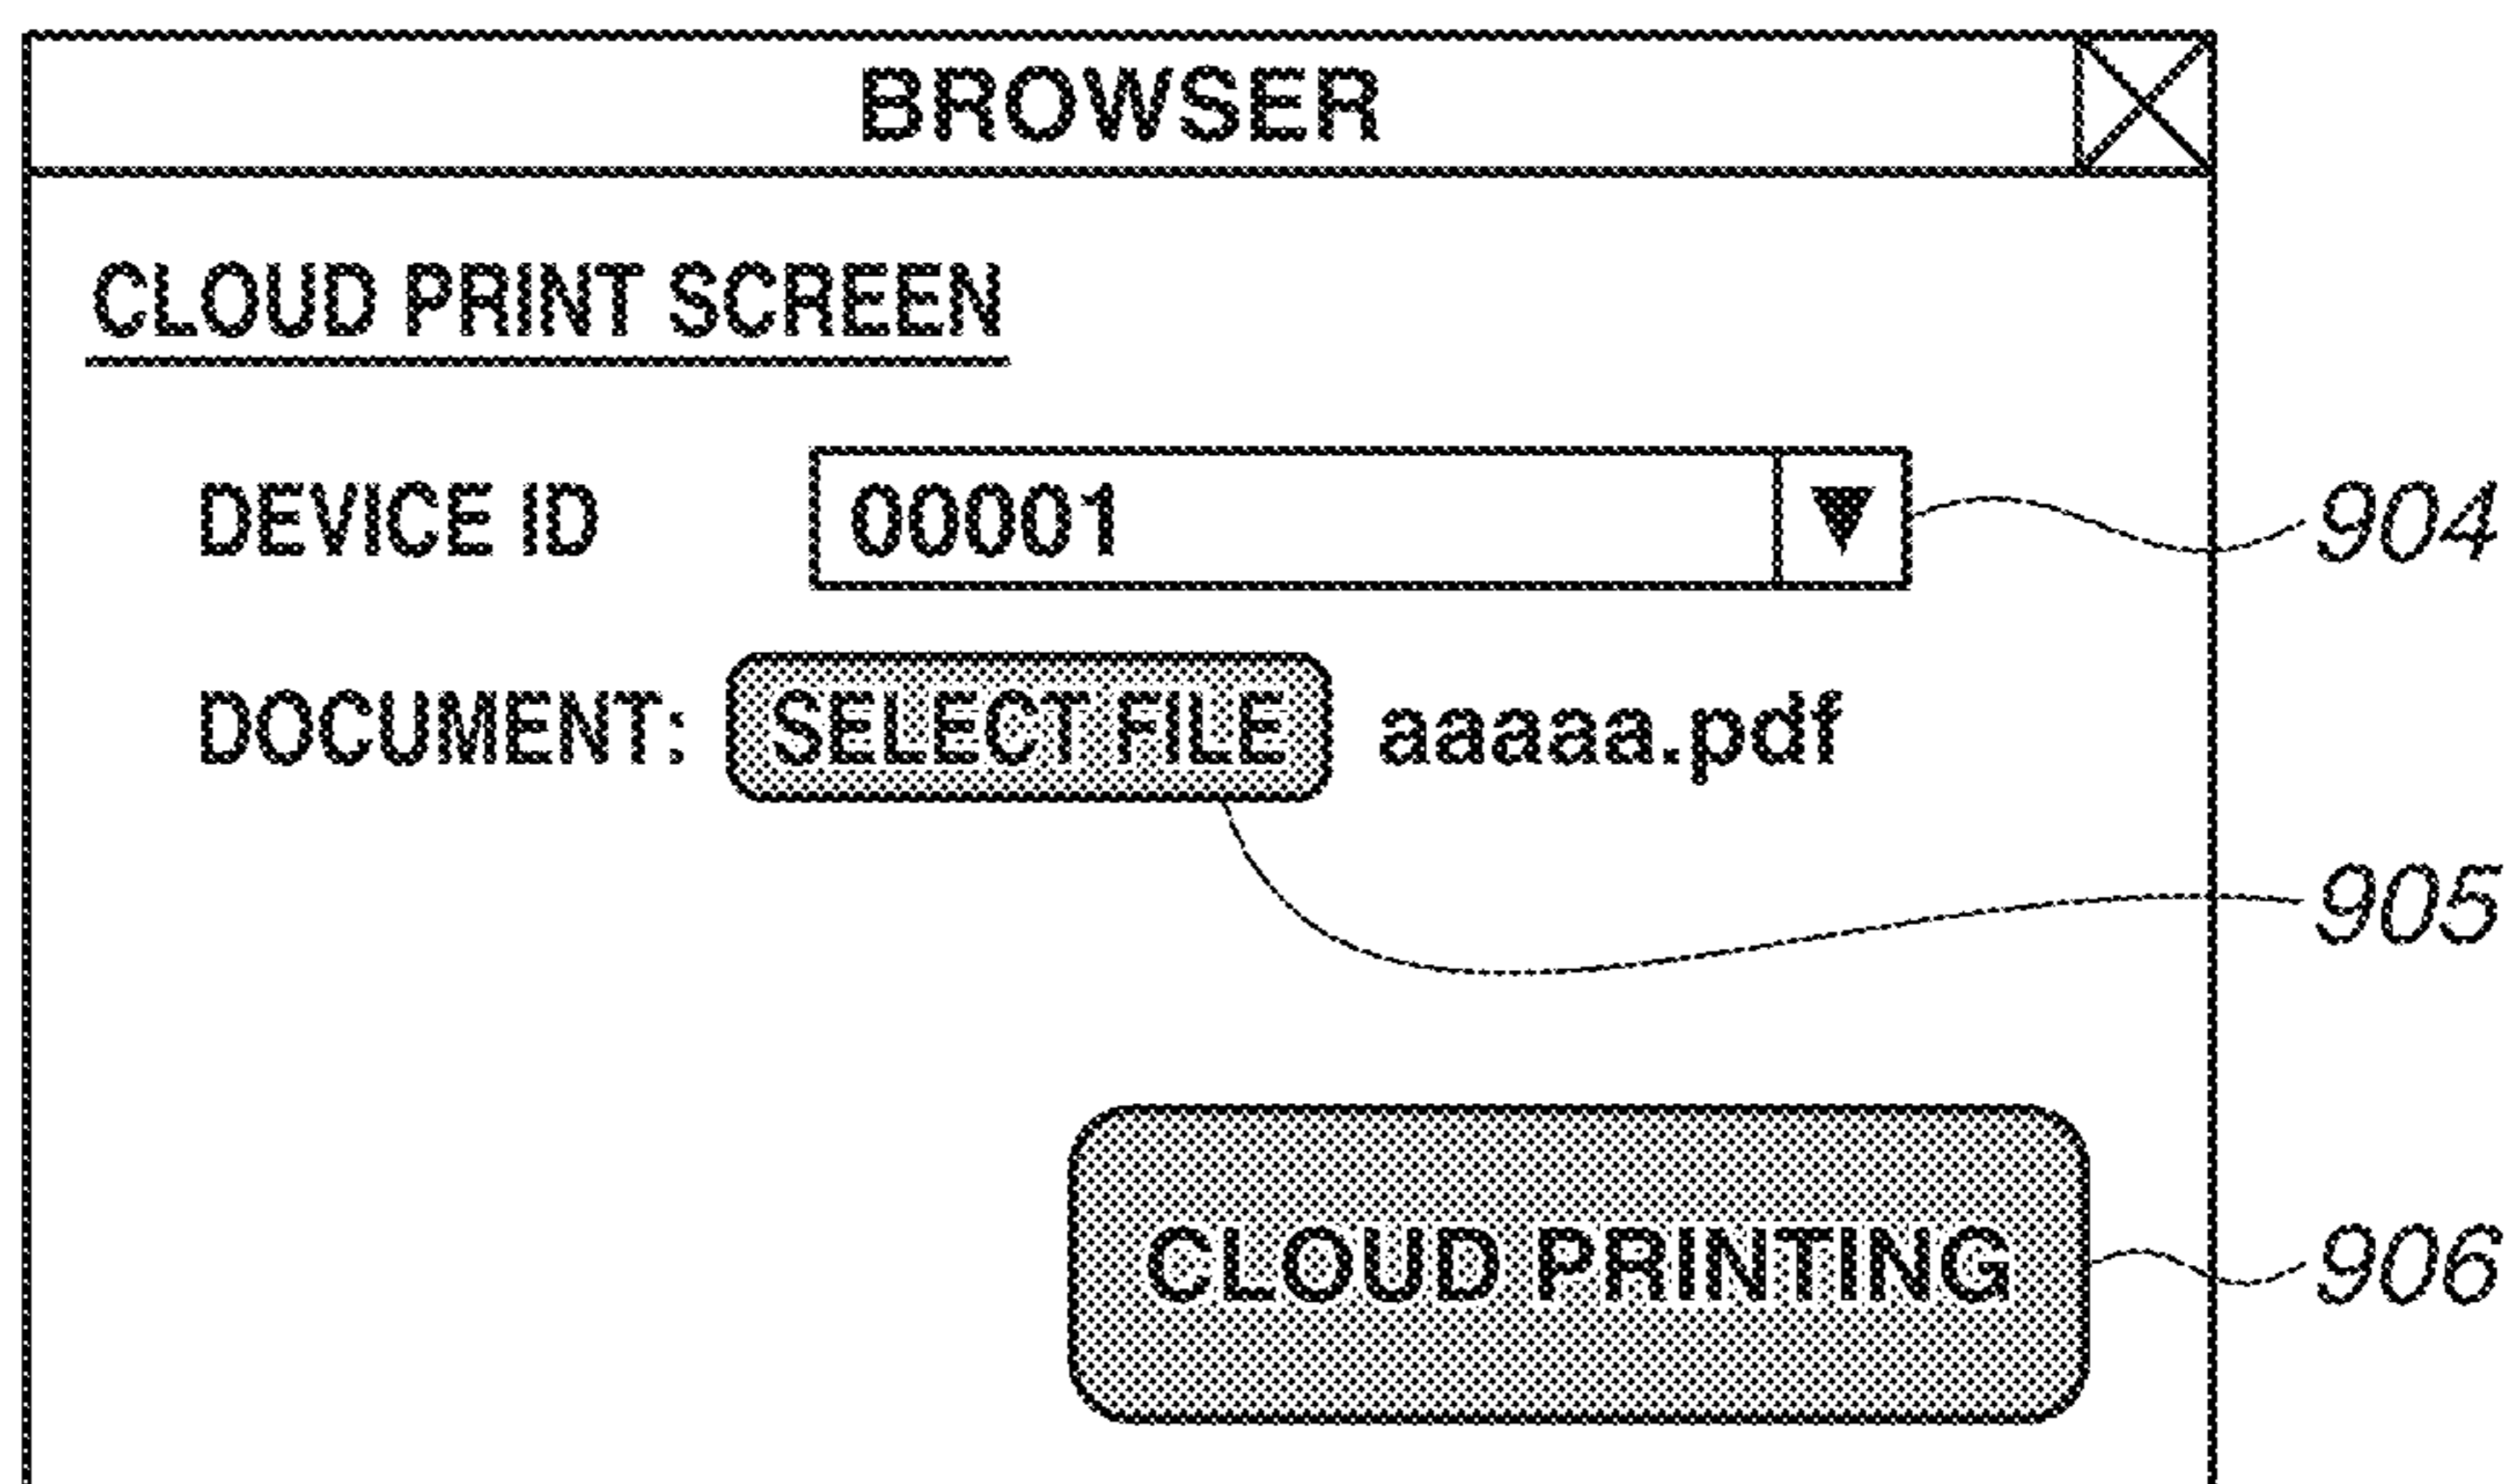 BROWSER
CLOUD PRINT SCREEN
DEVICE ID 00001 904
DOCUMENT: SELECT FILE aaaaa.pdf
905
CLOUD PRINTING 906